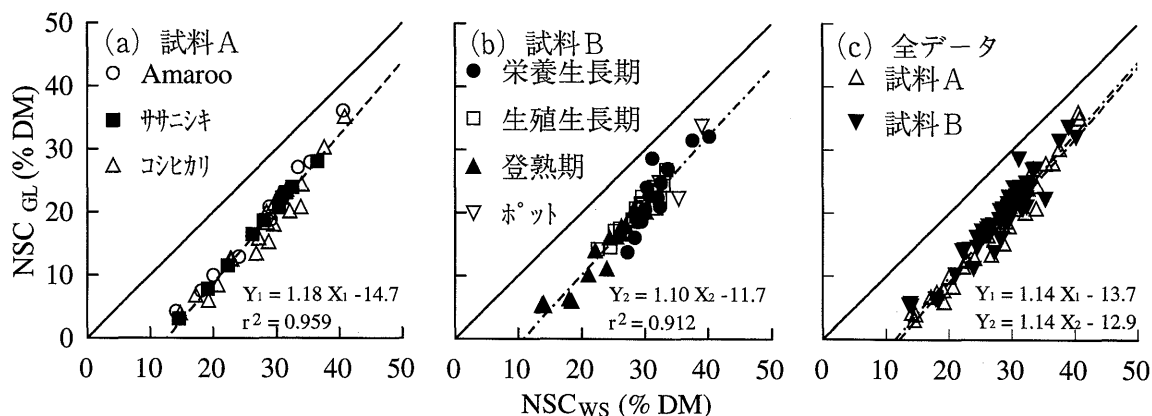 NSC GL (% DM)
50
40
30
20
10
0
(a) 試料A
Amaroo
ササニシキ
コシヒカリ
Y1 = 1.18 X1 -14.7
r2 = 0.959
0 10 20 30 40 50
(b) 試料B
栄養生長期
生殖生長期
登熟期
ポット
Y2 = 1.10 X2 -11.7
r2 = 0.912
0 10 20 30 40 50
(c) 全データ
試料A
試料B
Y1 = 1.14 X1 - 13.7
Y2 = 1.14 X2 - 12.9
0 10 20 30 40 50
NSCWS (% DM)